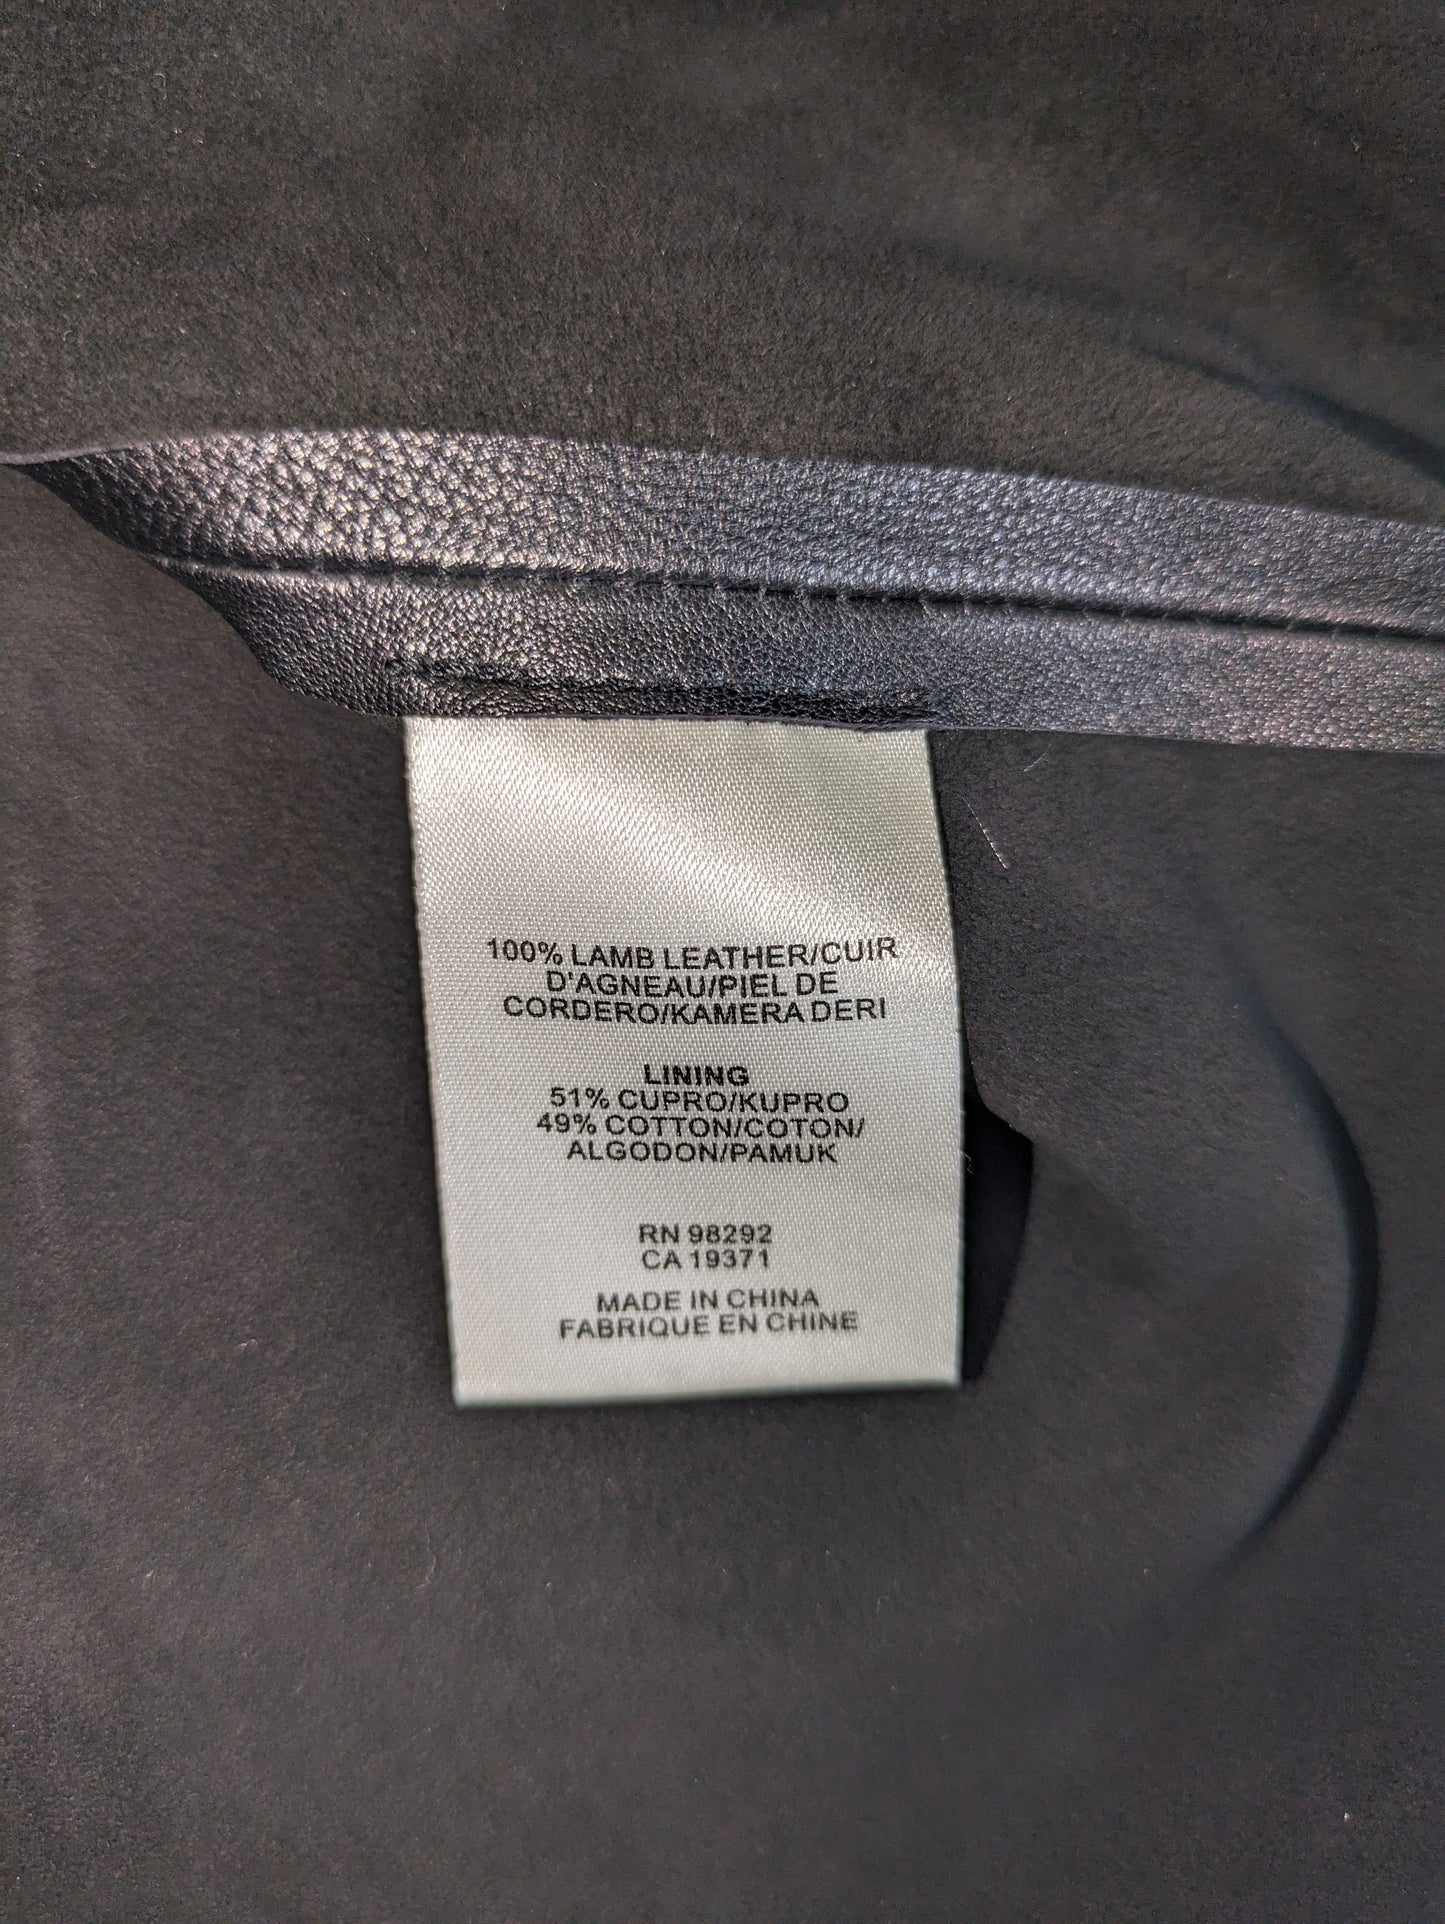 100% LAMB LEATHER/CUIR
D'AGNEAU/PIEL DE
CORDERO/KAMERA DERI
LINING
51% CUPRO/KUPRO
49% COTTON/COTON/
ALGODON/PAMUK
RN 98292
CA 19371
MADE IN CHINA
FABRIQUE EN CHINE